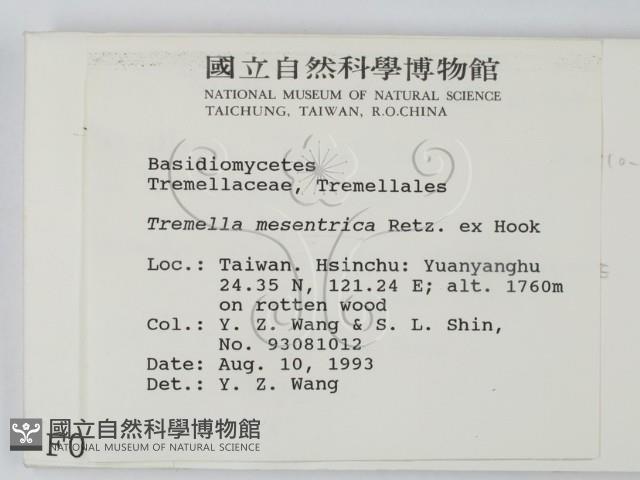 國立自然科學博物館
NATIONAL MUSEUM OF NATURAL SCIENCE
TAICHUNG, TAIWAN, R.O.CHINA
Basidiomycetes
Tremellaceae, Tremellales
Tremella mesentrica Retz. ex Hook
Loc.: Taiwan. Hsinchu: Yuanyanghu
24.35 N, 121.24 E; alt. 1760m
on rotten wood
Col.: Y. Z. Wang & S. L. Shin,
No. 93081012
Date: Aug. 10, 1993
Det.: Y. Z. Wang
國立自然科學博物館
NATIONAL MUSEUM OF NATURAL SCIENCE
F0